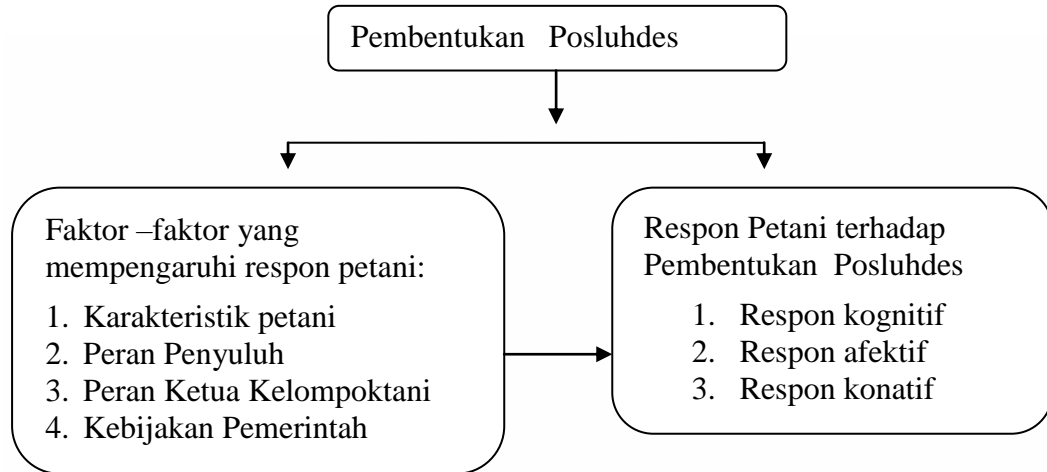 Pembentukan Posluhdes
Faktor –faktor yang
mempengaruhi respon petani:
1. Karakteristik petani
2. Peran Penyuluh
3. Peran Ketua Kelompoktani
4. Kebijakan Pemerintah
Respon Petani terhadap
Pembentukan Posluhdes
1. Respon kognitif
2. Respon afektif
3. Respon konatif